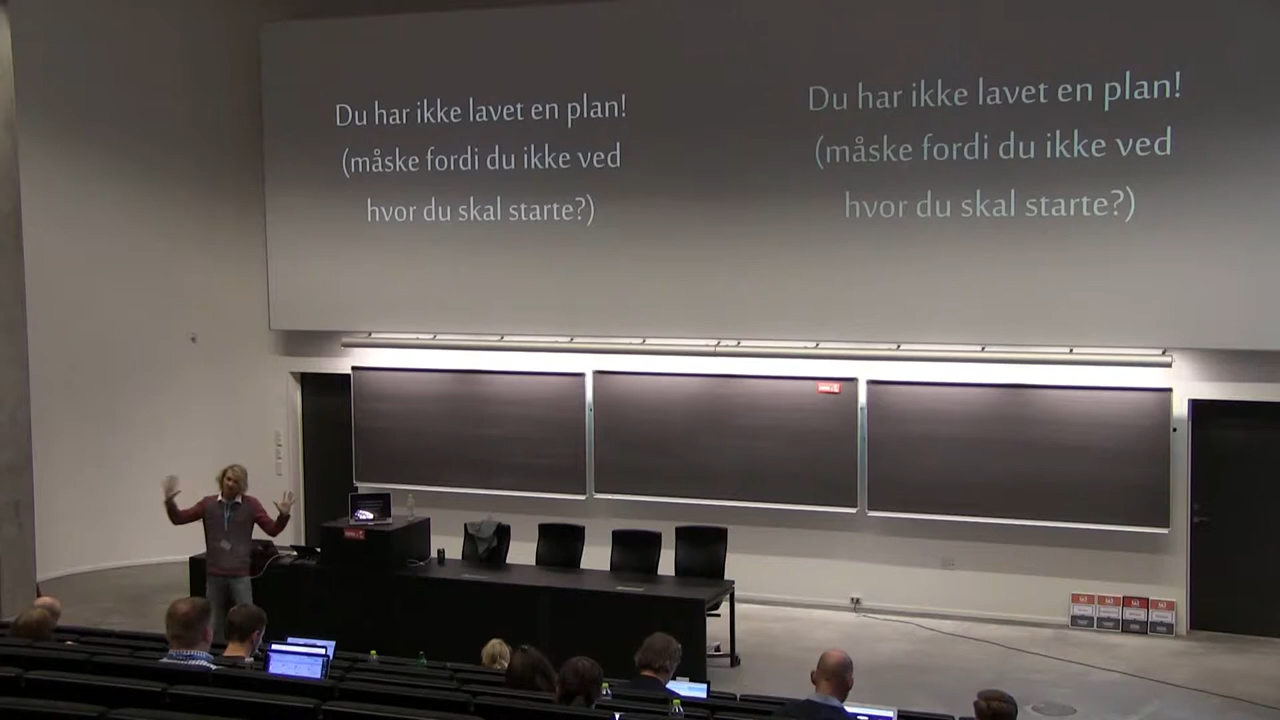 Du har ikke lavet en plan!
(måske fordi du ikke ved
hvor du skal starte?)
Du har ikke lavet en plan!
(måske fordi du ikke ved
hvor du skal starte?)